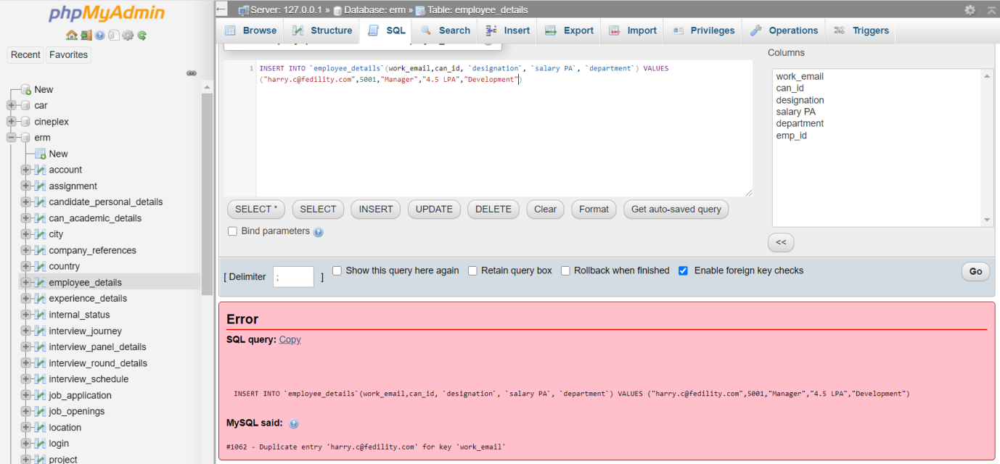 phpMyAdmin
Recent Favorites
New
car
cineplex
erm
New
account
assignment
candidate_personal_details
can_academic_details
city
company_references
country
employee_details
experience_details
internal_status
interview_journey
interview_panel_details
interview_round_details
interview_schedule
job_application
job_openings
location
login
project
Server: 127.0.0.1 » Database: erm » Table: employee_details
Browse Structure SQL Search Insert Export Import Privileges Operations Triggers
1 INSERT INTO `employee_details`(work_email,can_id, `designation`, `salary PA`, `department`) VALUES
("harry.c@fedility.com",5001,"Manager","4.5 LPA","Development")
Columns
work_email
can_id
designation
salary PA
department
emp_id
SELECT * SELECT INSERT UPDATE DELETE Clear Format Get auto-saved query
Bind parameters
<<
[ Delimiter ; ] Show this query here again Retain query box Rollback when finished Enable foreign key checks Go
Error
SQL query: Copy
INSERT INTO `employee_details`(work_email,can_id, `designation`, `salary PA`, `department`) VALUES ("harry.c@fedility.com",5001,"Manager","4.5 LPA","Development")
MySQL said:
#1062 - Duplicate entry 'harry.c@fedility.com' for key 'work_email'